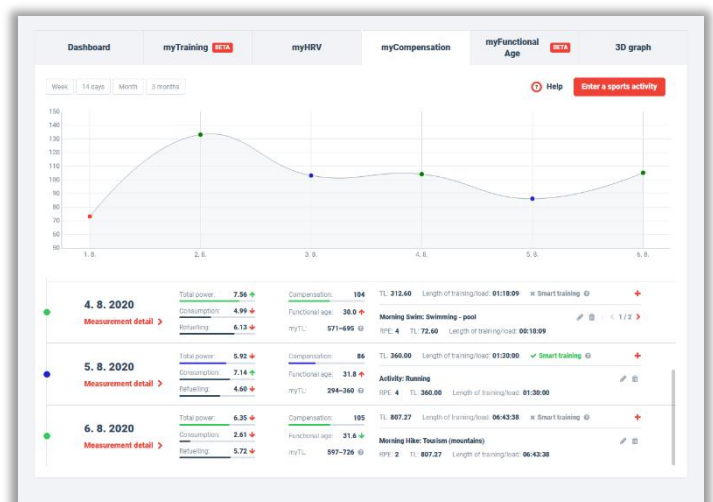 Dashboard
myTraining BETA
myHRV
myCompensation
myFunctional Age BETA
3D graph
Week 14 days Month 3 months
Help
Enter a sports activity
150
140
130
120
110
100
90
80
70
60
50
1. 8. 2. 8. 3. 8. 4. 8. 5. 8. 6. 8.
4. 8. 2020
Measurement detail >
Total power: 7.56
Consumption: 4.99
Refuelling: 6.13
Compensation: 104
Functional age: 30.0
myTL: 571–695
TL: 312.60 Length of training/load: 01:18:09 Smart training +
Morning Swim: Swimming - pool < 1 / 2 >
RPE: 4 TL: 72.60 Length of training/load: 00:18:09
5. 8. 2020
Measurement detail >
Total power: 5.92
Consumption: 7.14
Refuelling: 4.60
Compensation: 86
Functional age: 31.8
myTL: 294–360
TL: 360.00 Length of training/load: 01:30:00 Smart training +
Activity: Running
RPE: 4 TL: 360.00 Length of training/load: 01:30:00
6. 8. 2020
Measurement detail >
Total power: 6.35
Consumption: 2.61
Refuelling: 5.72
Compensation: 105
Functional age: 31.6
myTL: 597–726
TL: 807.27 Length of training/load: 06:43:38 Smart training +
Morning Hike: Tourism (mountains)
RPE: 2 TL: 807.27 Length of training/load: 06:43:38